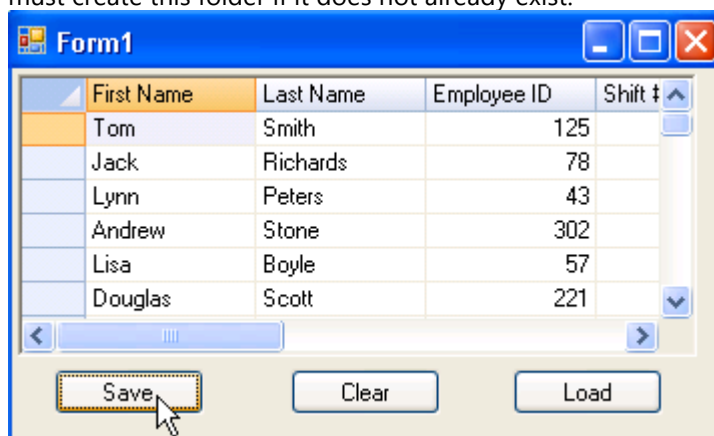 must create this folder if it does not already exist.
Form1
First Name Last Name Employee ID Shift
Tom Smith 125
Jack Richards 78
Lynn Peters 43
Andrew Stone 302
Lisa Boyle 57
Douglas Scott 221
Save Clear Load